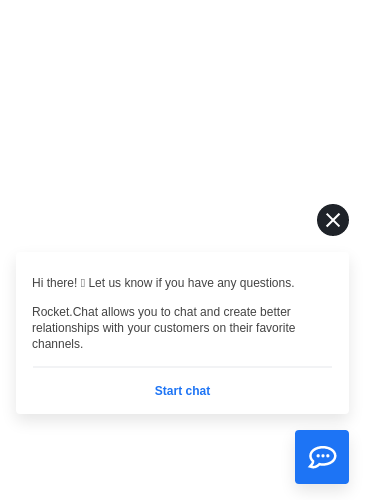 Hi there! ▯ Let us know if you have any questions.
Rocket.Chat allows you to chat and create better
relationships with your customers on their favorite
channels.
Start chat